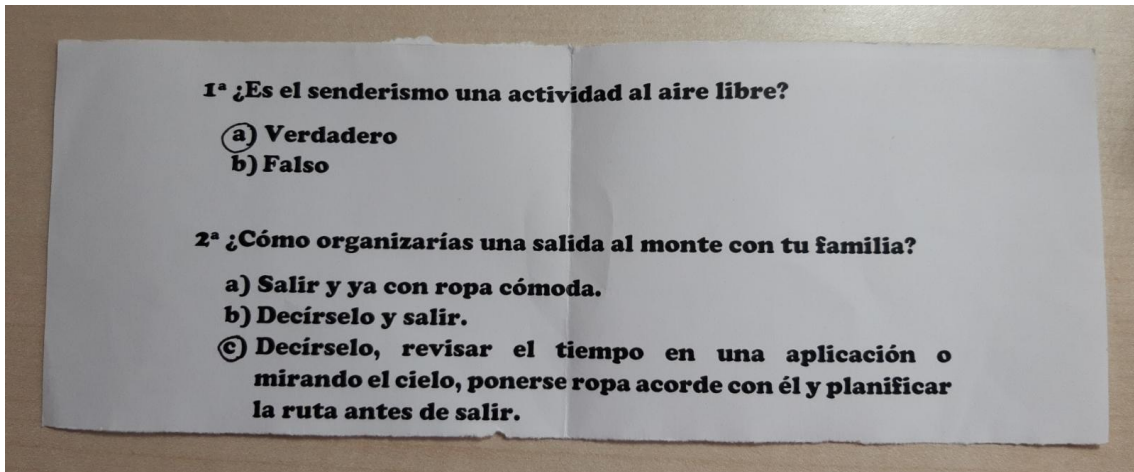 1ª ¿Es el senderismo una actividad al aire libre?
a) Verdadero
b) Falso
2ª ¿Cómo organizarías una salida al monte con tu familia?
a) Salir y ya con ropa cómoda.
b) Decírselo y salir.
c) Decírselo, revisar el tiempo en una aplicación o
mirando el cielo, ponerse ropa acorde con él y planificar
la ruta antes de salir.